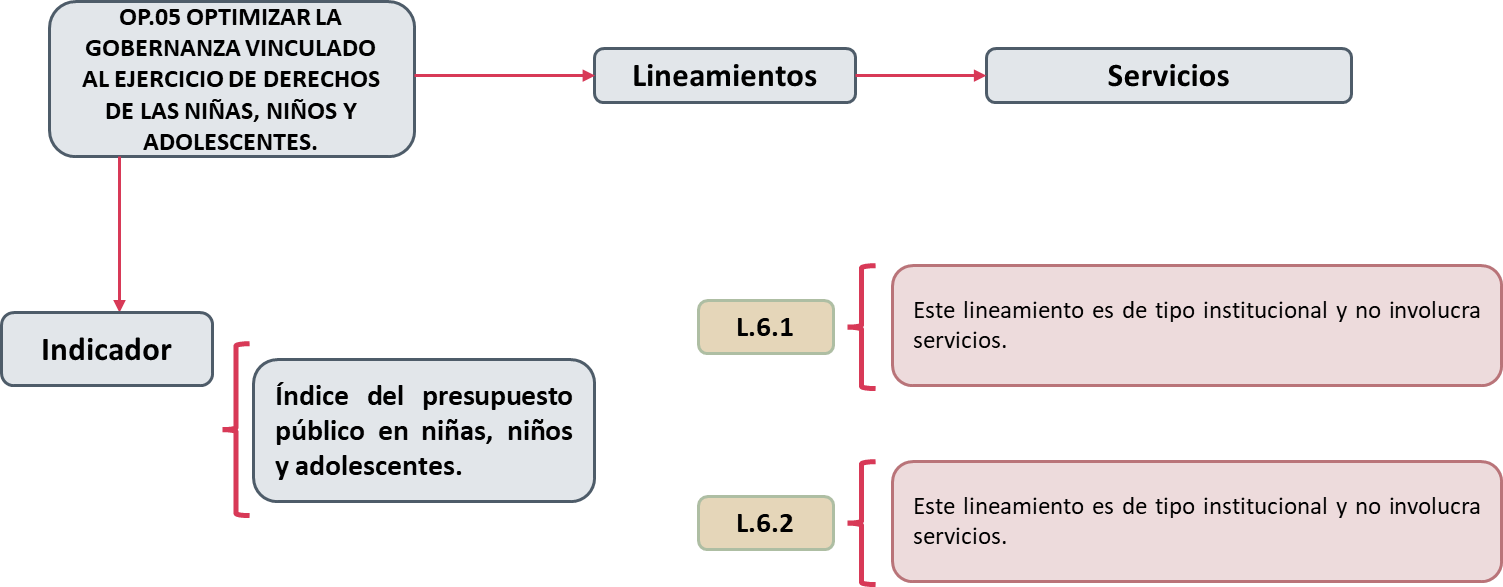 OP.05 OPTIMIZAR LA
GOBERNANZA VINCULADO
AL EJERCICIO DE DERECHOS
DE LAS NIÑAS, NIÑOS Y
ADOLESCENTES.
Lineamientos
Servicios
Indicador
Índice del presupuesto
público en niñas, niños
y adolescentes.
L.6.1
Este lineamiento es de tipo institucional y no involucra
servicios.
L.6.2
Este lineamiento es de tipo institucional y no involucra
servicios.